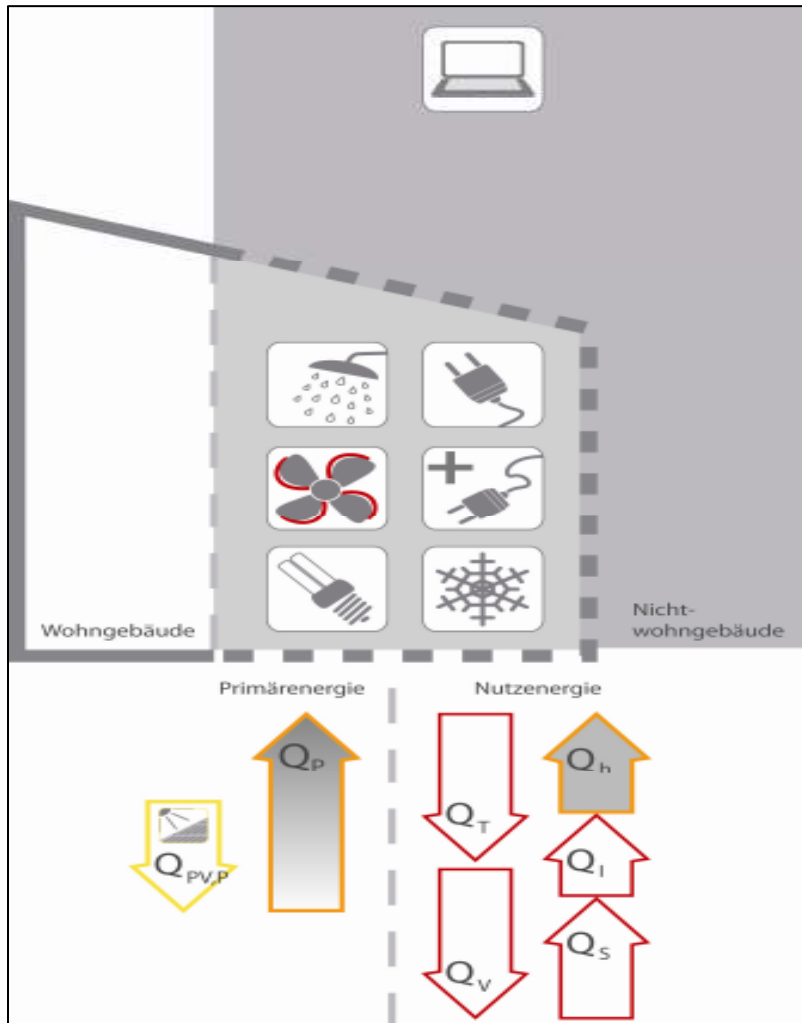 Wohngebäude
Nicht-
wohngebäude
Primärenergie
Nutzenergie
QP
Qh
QT
QI
QPV,P
QV
QS